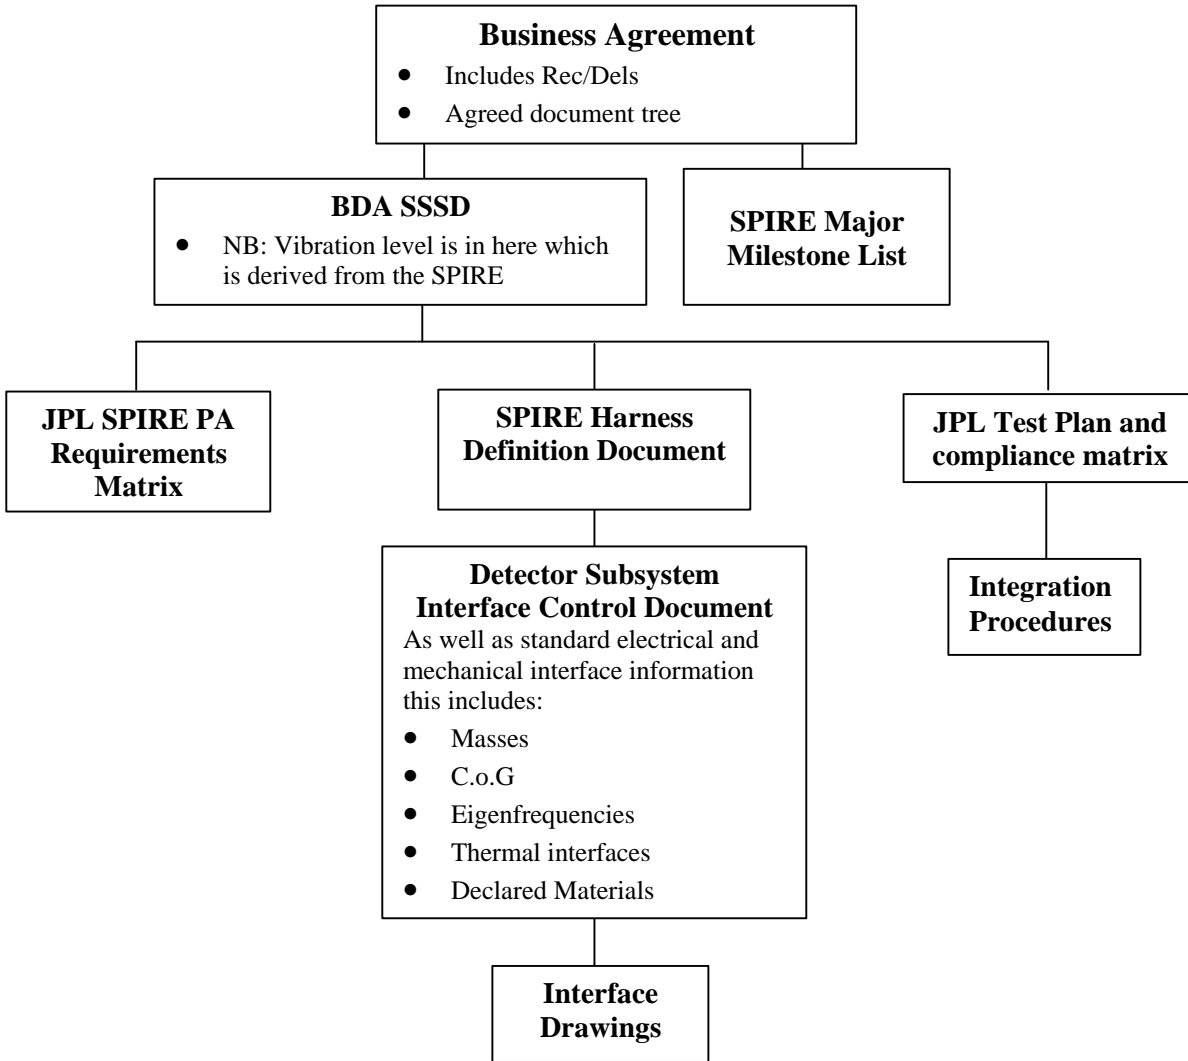 Business Agreement
● Includes Rec/Dels
● Agreed document tree
BDA SSSD
● NB: Vibration level is in here which
is derived from the SPIRE
SPIRE Major
Milestone List
JPL SPIRE PA
Requirements
Matrix
SPIRE Harness
Definition Document
JPL Test Plan and
compliance matrix
Detector Subsystem
Interface Control Document
As well as standard electrical and
mechanical interface information
this includes:
● Masses
● C.o.G
● Eigenfrequencies
● Thermal interfaces
● Declared Materials
Integration
Procedures
Interface
Drawings